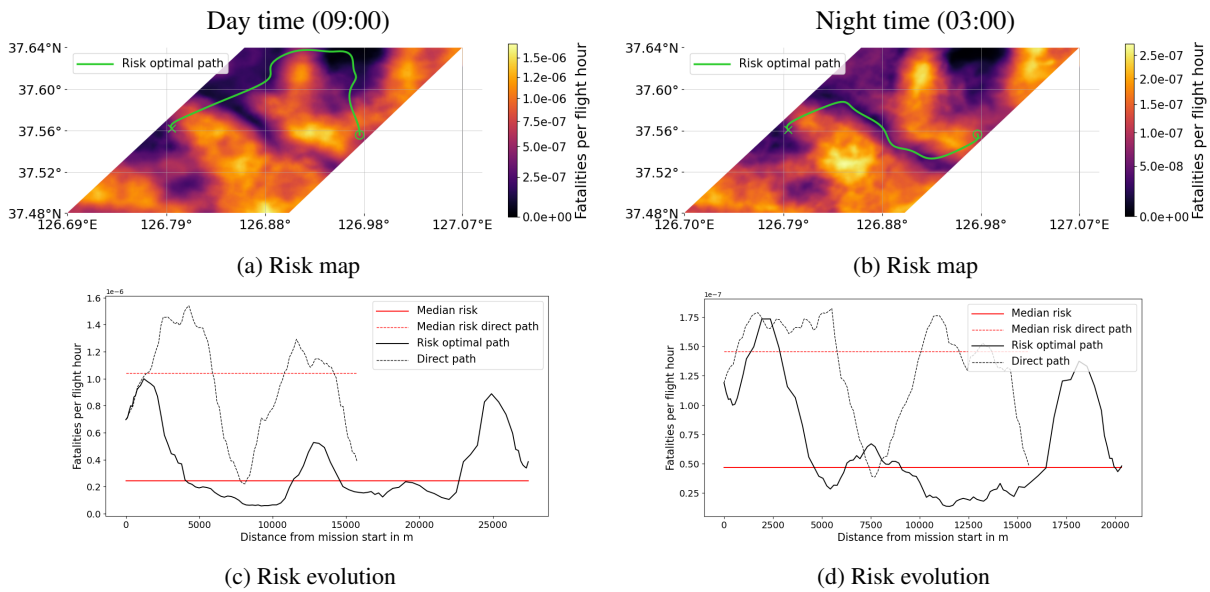 Day time (09:00)
Night time (03:00)
37.64°N
37.60°
37.56°
37.52°
37.48°N
126.69°E
126.79°
126.88°
126.98°
127.07°E
Risk optimal path
1.5e-06
1.3e-06
1.0e-06
7.5e-07
5.0e-07
2.5e-07
0.0e+00
Fatalities per flight hour
(a) Risk map
37.64°N
37.60°
37.56°
37.52°
37.48°N
126.70°E
126.79°
126.88°
126.98°
127.07°E
Risk optimal path
2.5e-07
2.0e-07
1.5e-07
1.0e-07
5.0e-08
0.0e+00
Fatalities per flight hour
(b) Risk map
1e-6
1.6
1.4
1.2
1.0
0.8
0.6
0.4
0.2
0.0
Fatalities per flight hour
Median risk
Median risk direct path
Risk optimal path
Direct path
0
5000
10000
15000
20000
25000
Distance from mission start in m
(c) Risk evolution
1e-7
1.75
1.50
1.25
1.00
0.75
0.50
0.25
Fatalities per flight hour
Median risk
Median risk direct path
Risk optimal path
Direct path
0
2500
5000
7500
10000
12500
15000
17500
20000
Distance from mission start in m
(d) Risk evolution